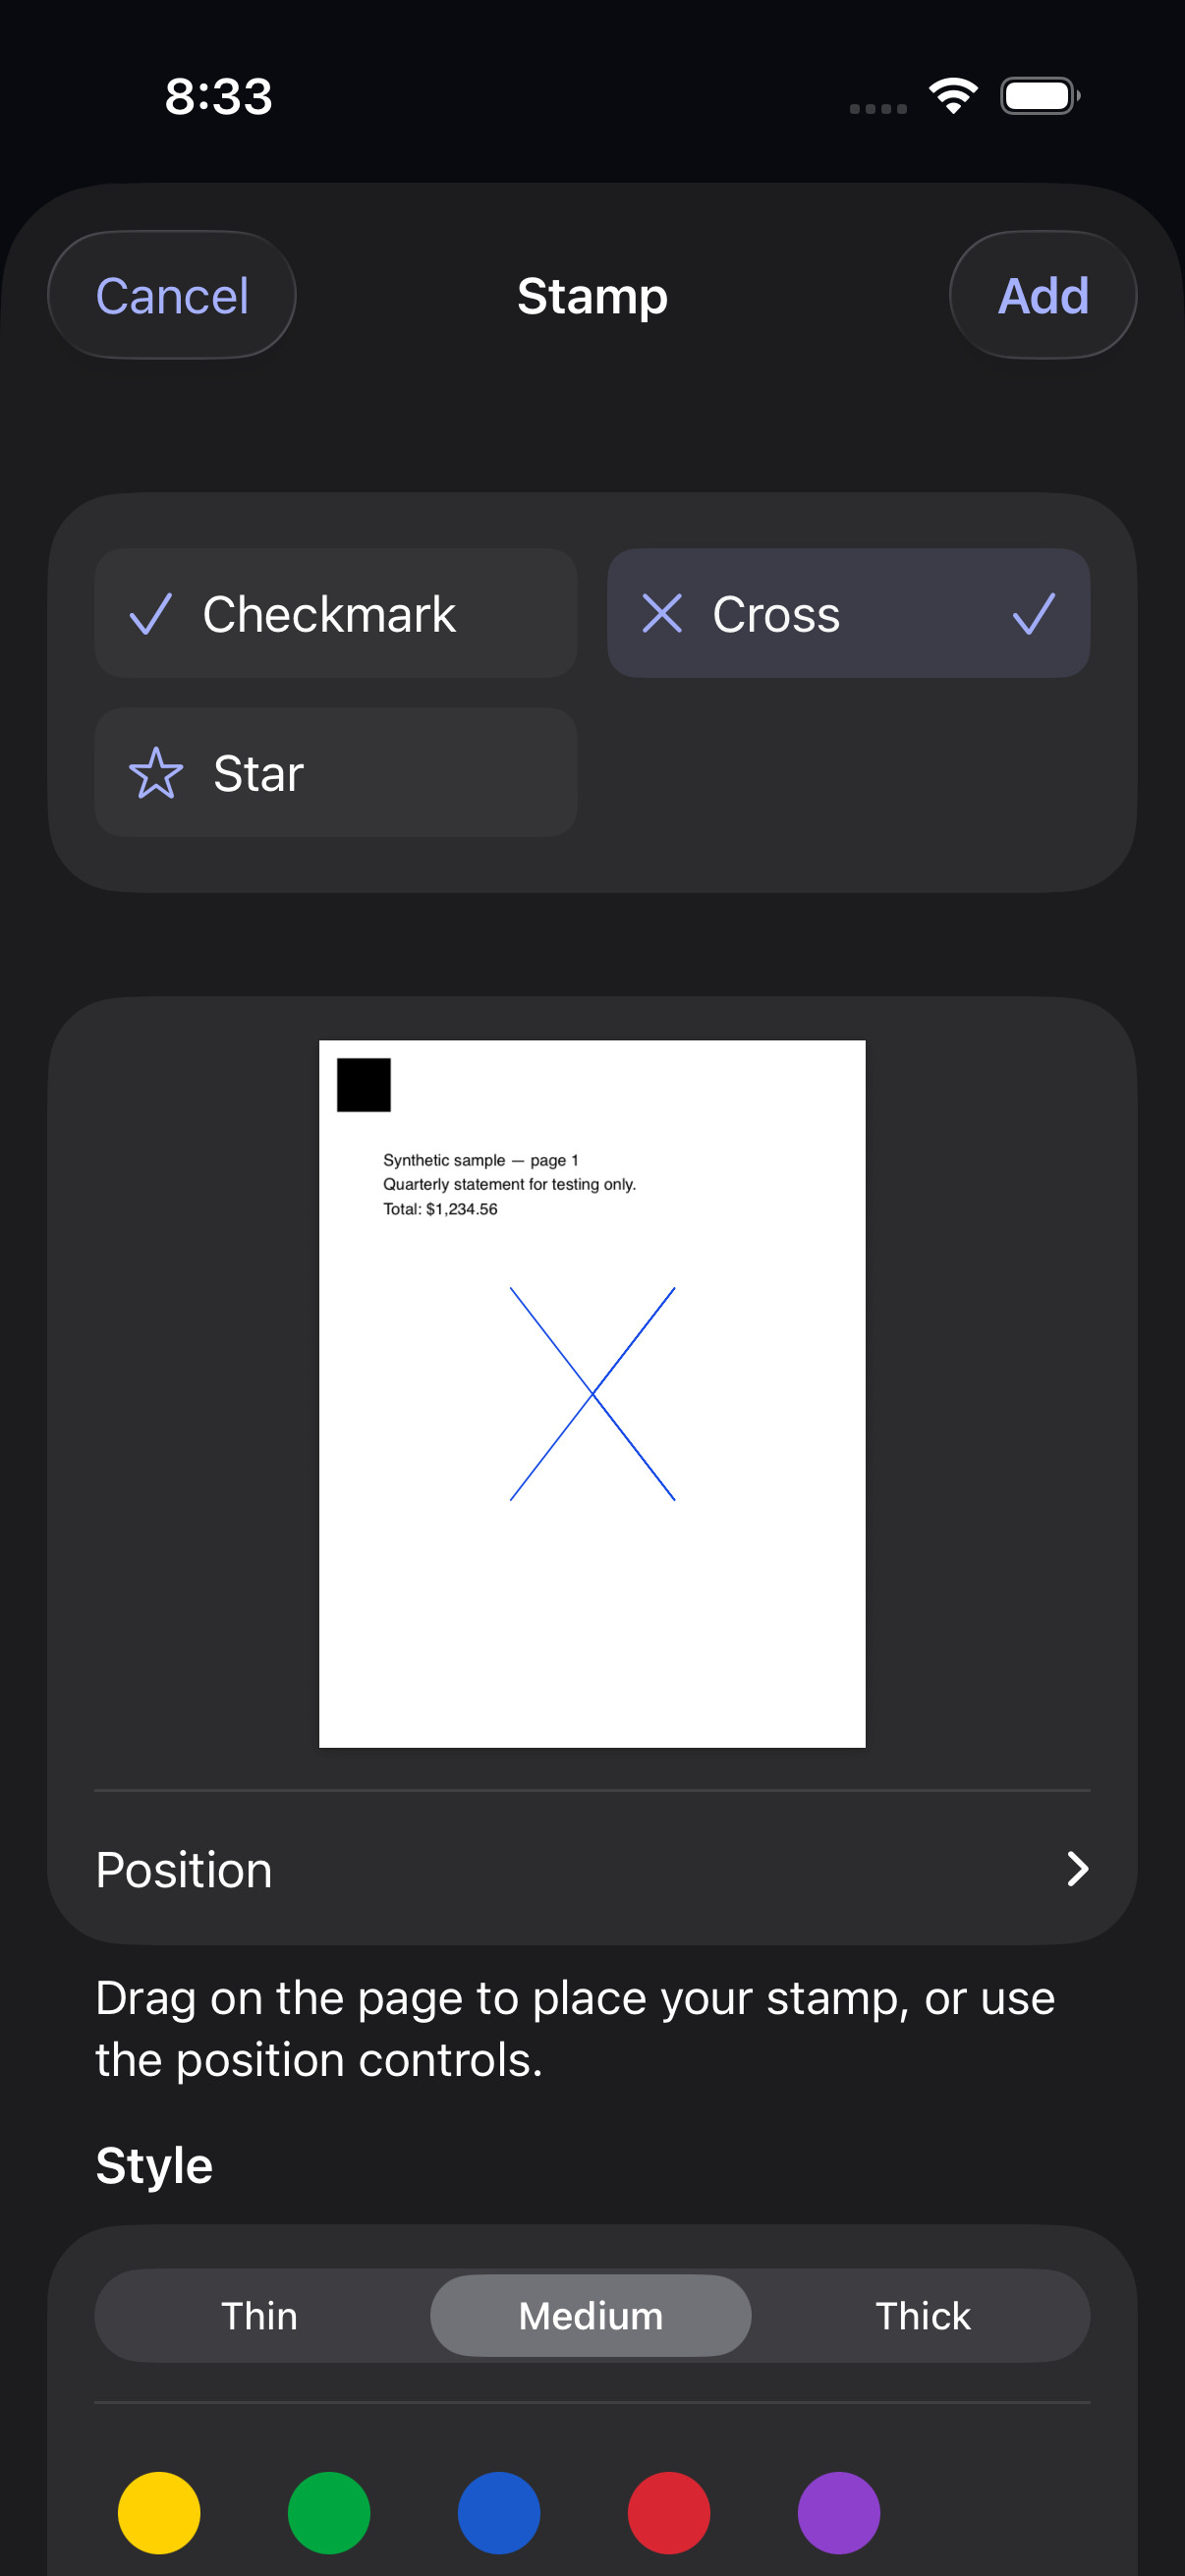 8:33
Cancel
Stamp
Add
Checkmark
Cross
Star
Synthetic sample — page 1
Quarterly statement for testing only.
Total: $1,234.56
Position
Drag on the page to place your stamp, or use
the position controls.
Style
Thin
Medium
Thick